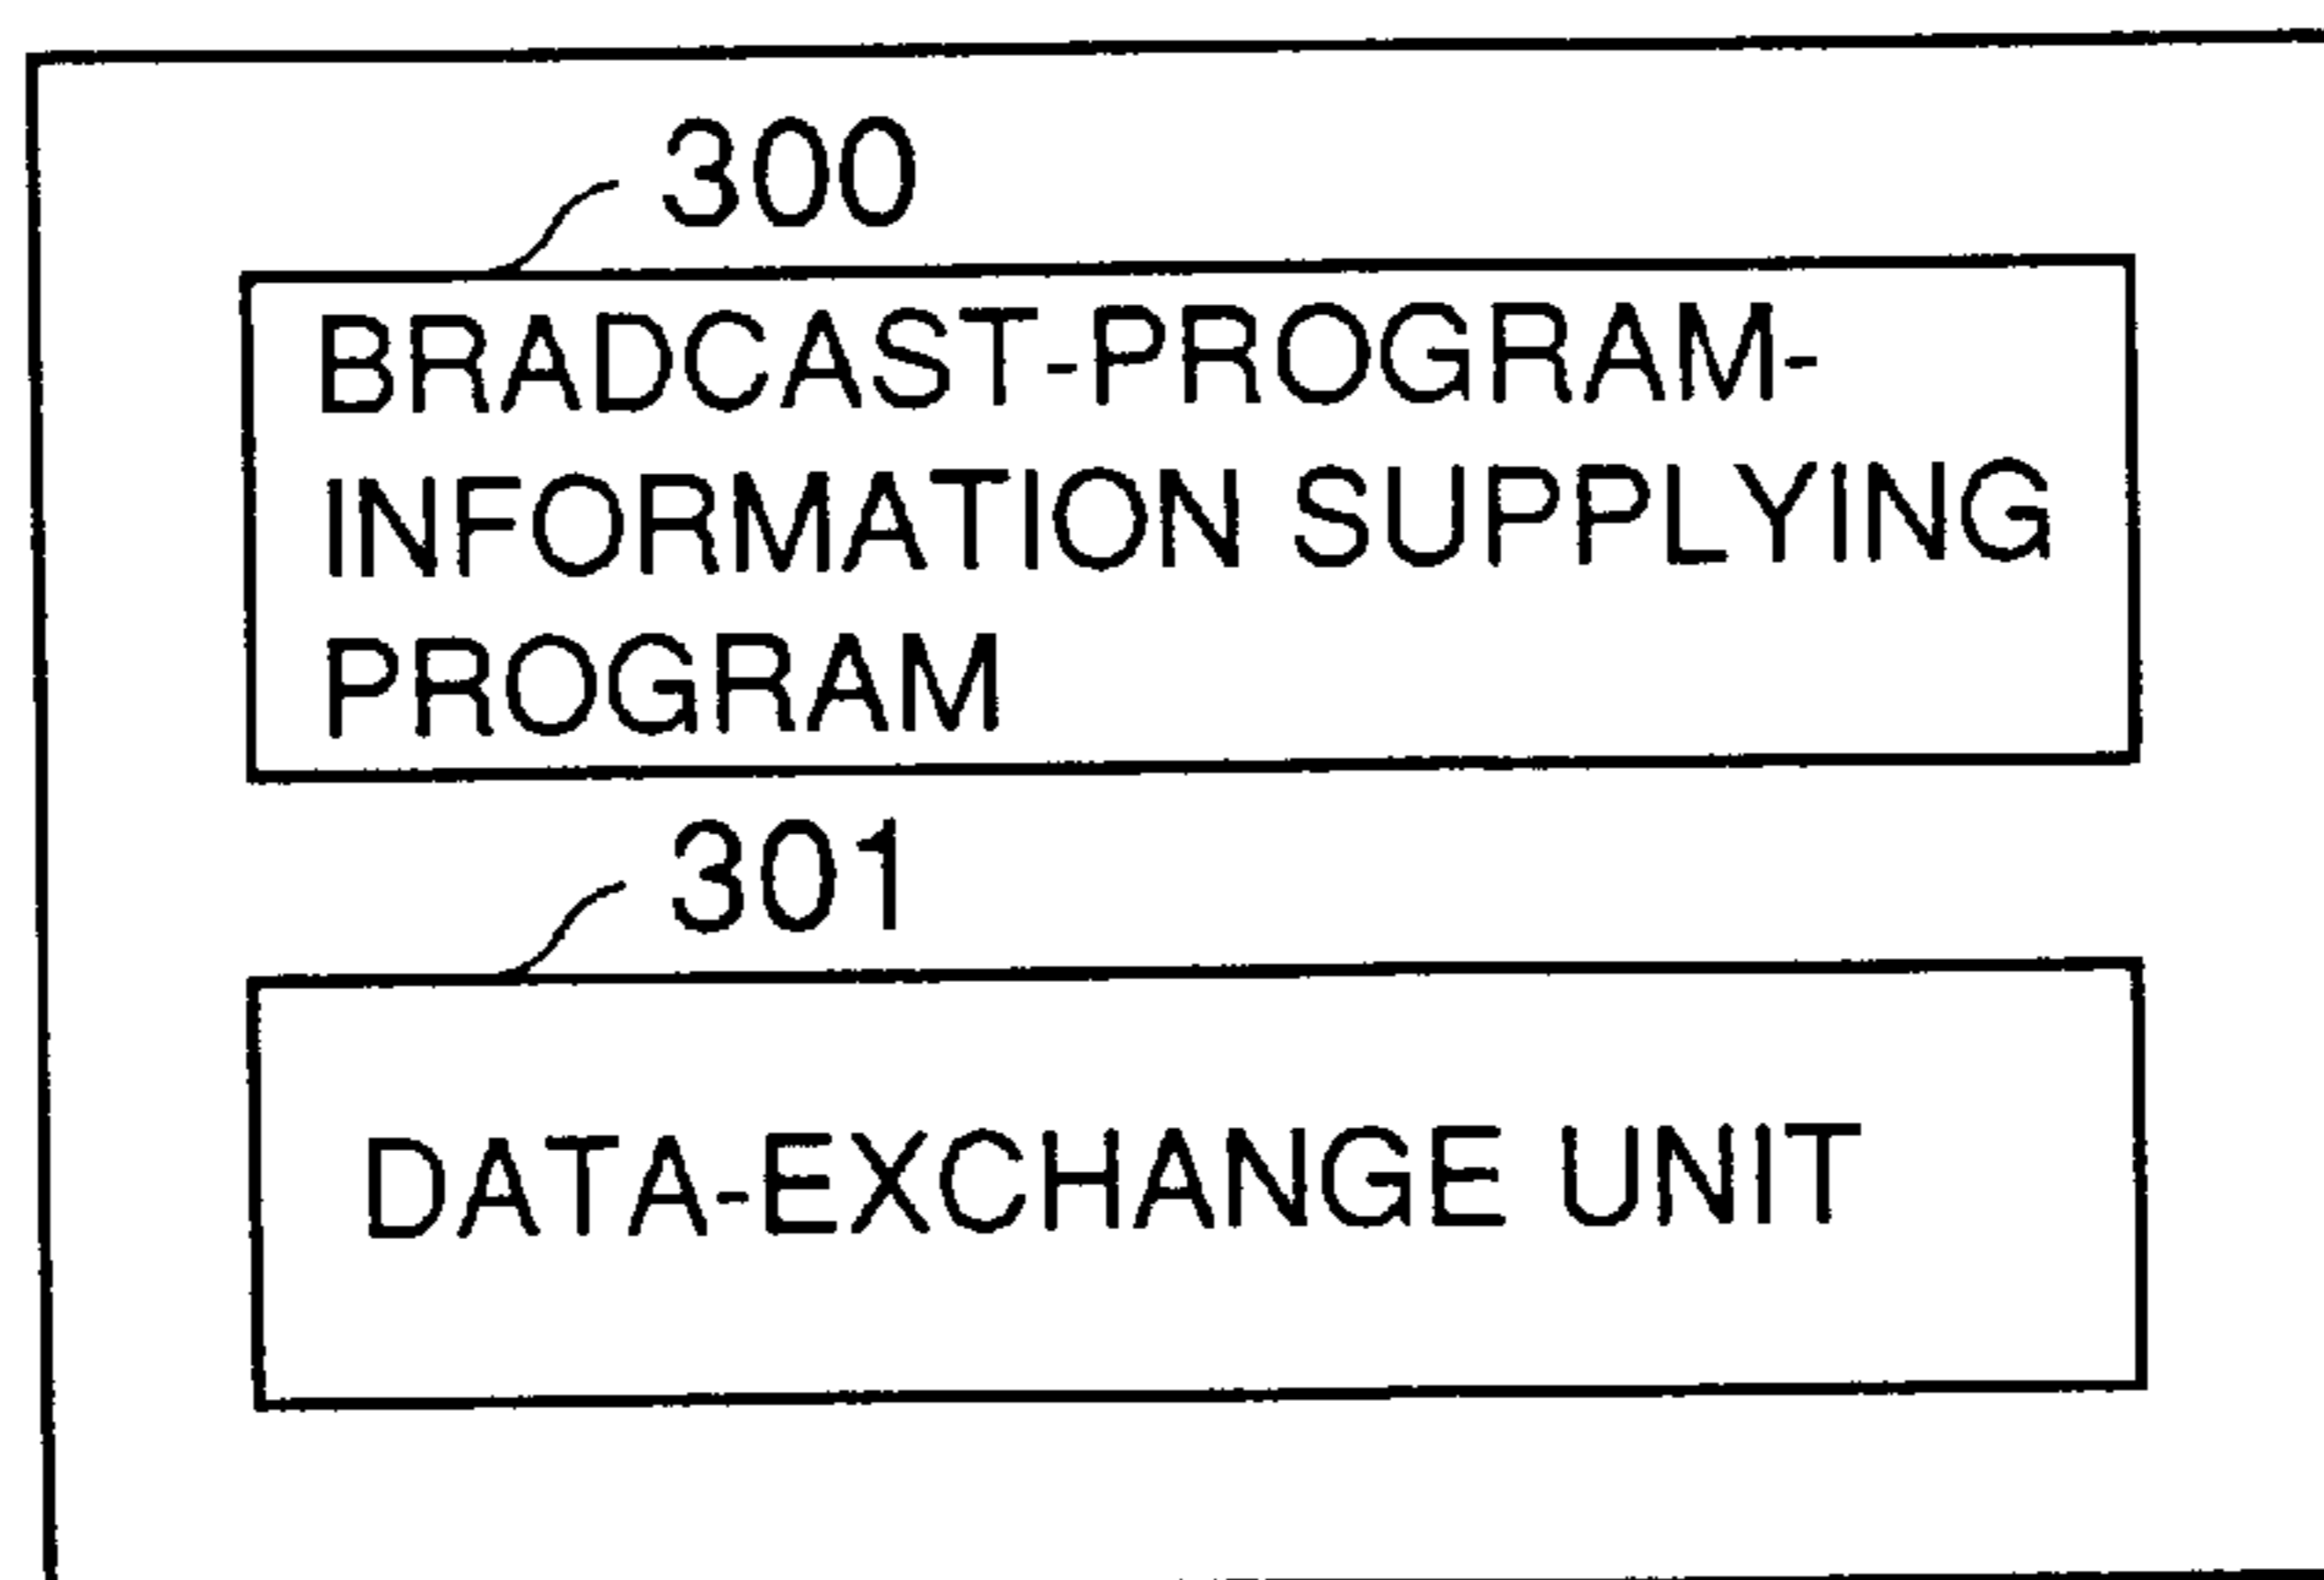 300
BRADCAST-PROGRAM-
INFORMATION SUPPLYING
PROGRAM
301
DATA-EXCHANGE UNIT